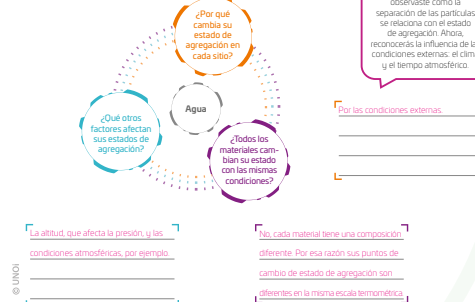 observaste cómo la
separación de las partículas
se relaciona con el estado
de agregación. Ahora,
reconocerás la influencia de la
condiciones externas: el clim
y el tiempo atmosférico.
¿Por qué
cambia su
estado de
agregación en
cada sitio?
Agua
¿Qué otros
factores afectan
sus estados de
agregación?
¿Todos los
materiales cam-
bian su estado
con las mismas
condiciones?
Por las condiciones externas.
La altitud, que afecta la presión, y las
condiciones atmosféricas, por ejemplo.
No, cada material tiene una composición
diferente. Por esa razón sus puntos de
cambio de estado de agregación son
diferentes en la misma escala termométrica
© UNOi